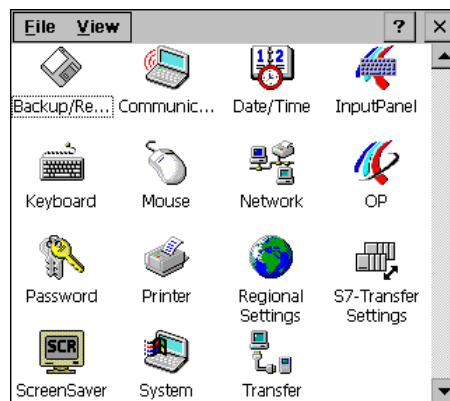 File View ? ×
Backup/Re... Communic... Date/Time InputPanel
Keyboard Mouse Network OP
Password Printer Regional Settings S7-Transfer Settings
SCR
ScreenSaver System Transfer